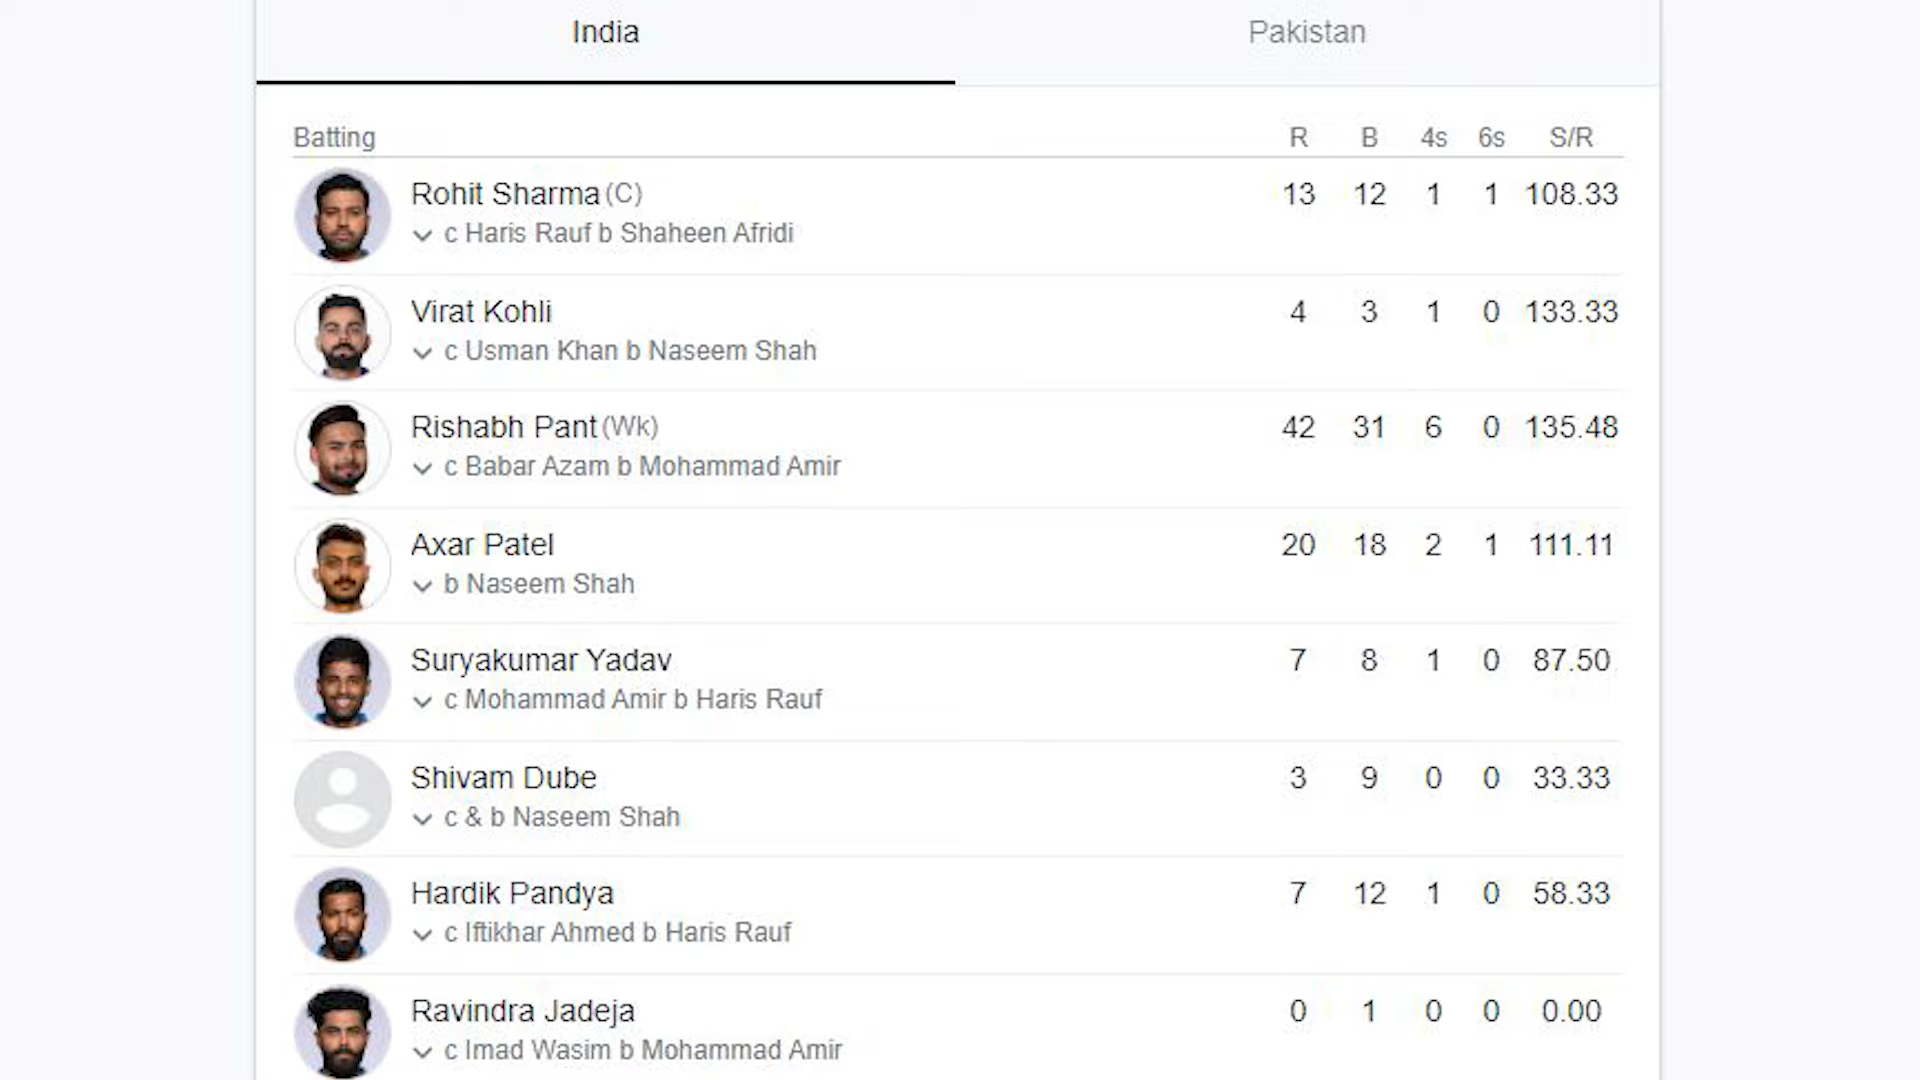 India Pakistan
Batting R B 4s 6s S/R
Rohit Sharma (C) 13 12 1 1 108.33
c Haris Rauf b Shaheen Afridi
Virat Kohli 4 3 1 0 133.33
c Usman Khan b Naseem Shah
Rishabh Pant (Wk) 42 31 6 0 135.48
c Babar Azam b Mohammad Amir
Axar Patel 20 18 2 1 111.11
b Naseem Shah
Suryakumar Yadav 7 8 1 0 87.50
c Mohammad Amir b Haris Rauf
Shivam Dube 3 9 0 0 33.33
c & b Naseem Shah
Hardik Pandya 7 12 1 0 58.33
c Iftikhar Ahmed b Haris Rauf
Ravindra Jadeja 0 1 0 0 0.00
c Imad Wasim b Mohammad Amir